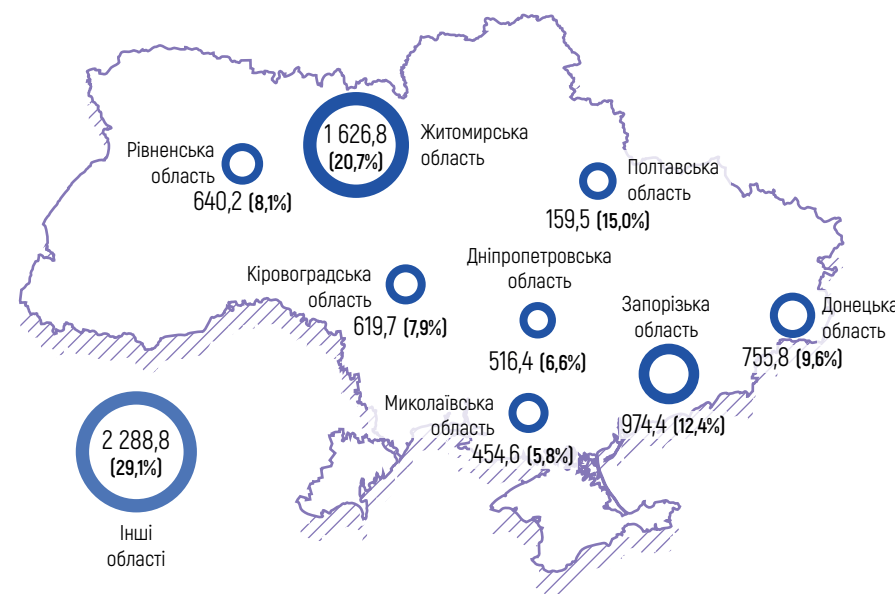 1 626,8
(20,7%)
Житомирська
область
Рівненська
область
640,2 (8,1%)
Полтавська
область
159,5 (15,0%)
Дніпропетровська
область
516,4 (6,6%)
Кіровоградська
область
619,7 (7,9%)
Запорізька
область
974,4 (12,4%)
Донецька
область
755,8 (9,6%)
Миколаївська
область
454,6 (5,8%)
2 288,8
(29,1%)
Інші
області